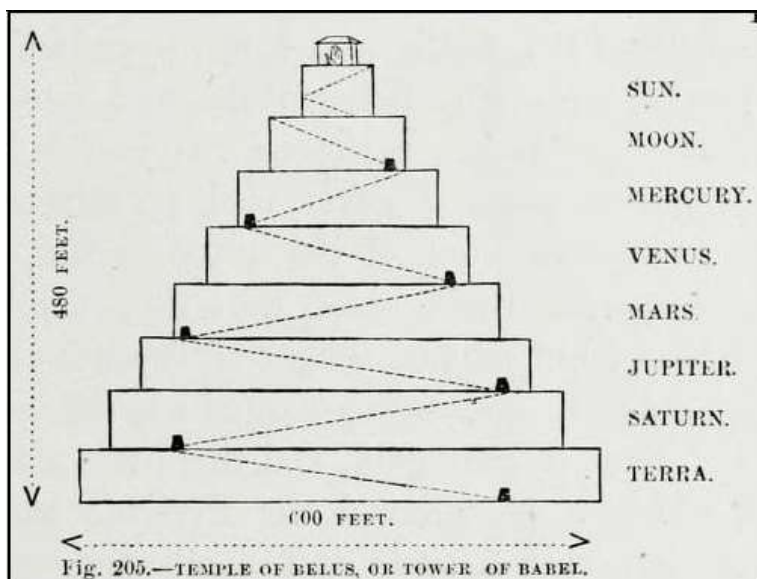 SUN.
MOON.
MERCURY.
VENUS.
MARS
JUPITER.
SATURN.
TERRA.
480 FEET.
600 FEET.
Fig. 205.—TEMPLE OF BELUS, OR TOWER OF BABEL.